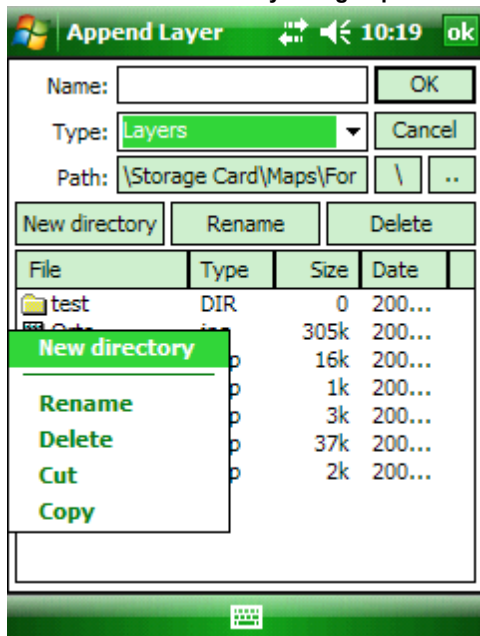 Append Layer 10:19 ok
Name: OK
Type: Layers Cancel
Path: \Storage Card\Maps\For \ ..
New directory Rename Delete
File Type Size Date
test DIR 0 200...
305k 200...
New directory
p 16k 200...
p 1k 200...
Rename
p 3k 200...
Delete
p 37k 200...
Cut
p 2k 200...
Copy